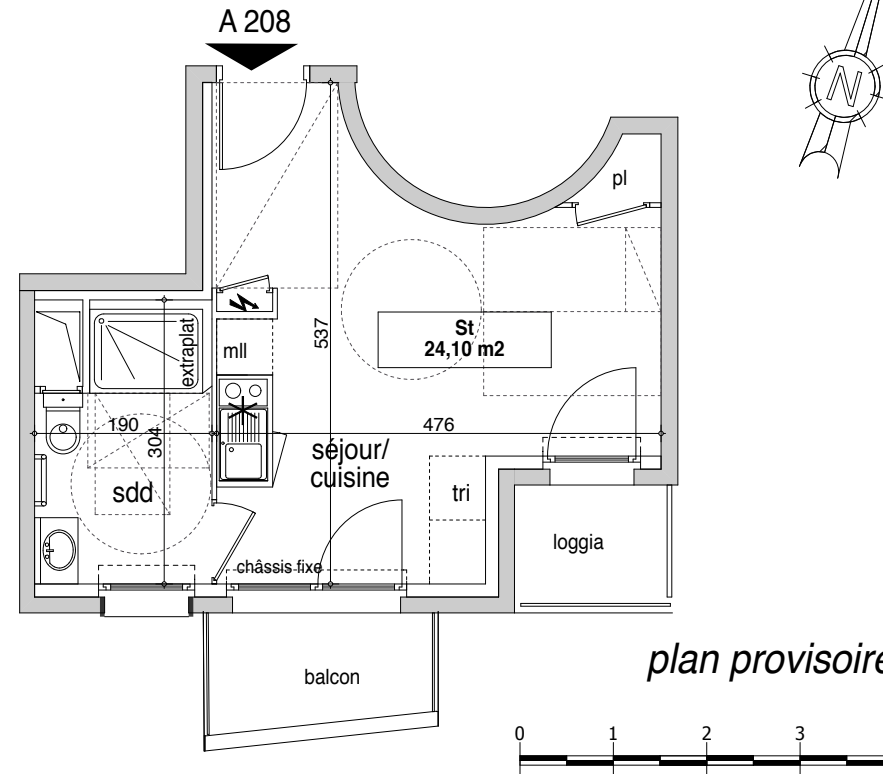 A 208
N
pl
extraplat
mll
537
St
24,10 m2
190
304
476
séjour/
cuisine
sdd
tri
loggia
châssis fixe
balcon
plan provisoire
0 1 2 3